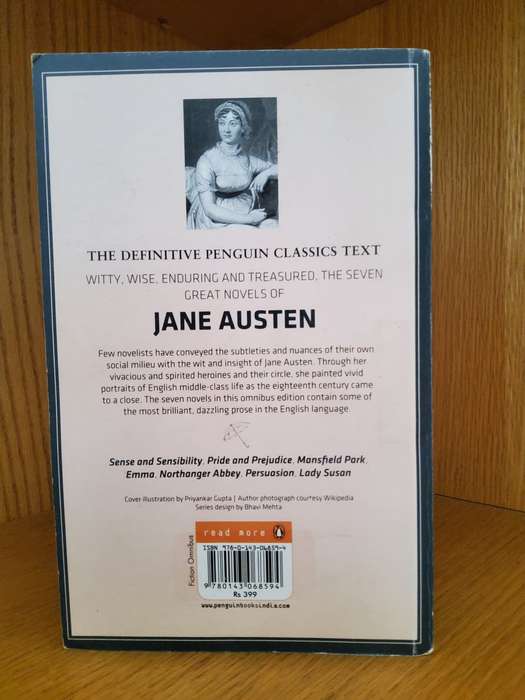 THE DEFINITIVE PENGUIN CLASSICS TEXT
WITTY, WISE, ENDURING AND TREASURED, THE SEVEN
GREAT NOVELS OF
JANE AUSTEN
Few novelists have conveyed the subtleties and nuances of their own
social milieu with the wit and insight of Jane Austen. Through her
vivacious and spirited heroines and their circle, she painted vivid
portraits of English middle-class life as the eighteenth century came
to a close. The seven novels in this omnibus edition contain some of
the most brilliant, dazzling prose in the English language.
Sense and Sensibility, Pride and Prejudice, Mansfield Park,
Emma, Northanger Abbey, Persuasion, Lady Susan
Cover illustration by Priyankar Gupta | Author photograph courtesy Wikipedia
Series design by Bhavi Mehta
Fiction Omnibus
read more
ISBN 978-0-143-06859-4
9 780143 068594
Rs 399
www.penguinbooksindia.com